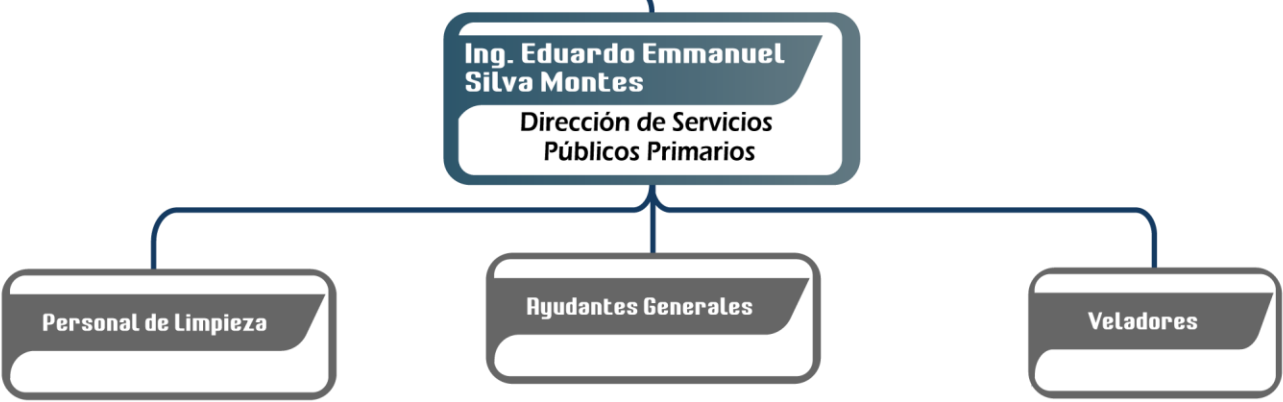 Ing. Eduardo Emmanuel
Silva Montes
Dirección de Servicios
Públicos Primarios
Personal de Limpieza
Ayudantes Generales
Veladores